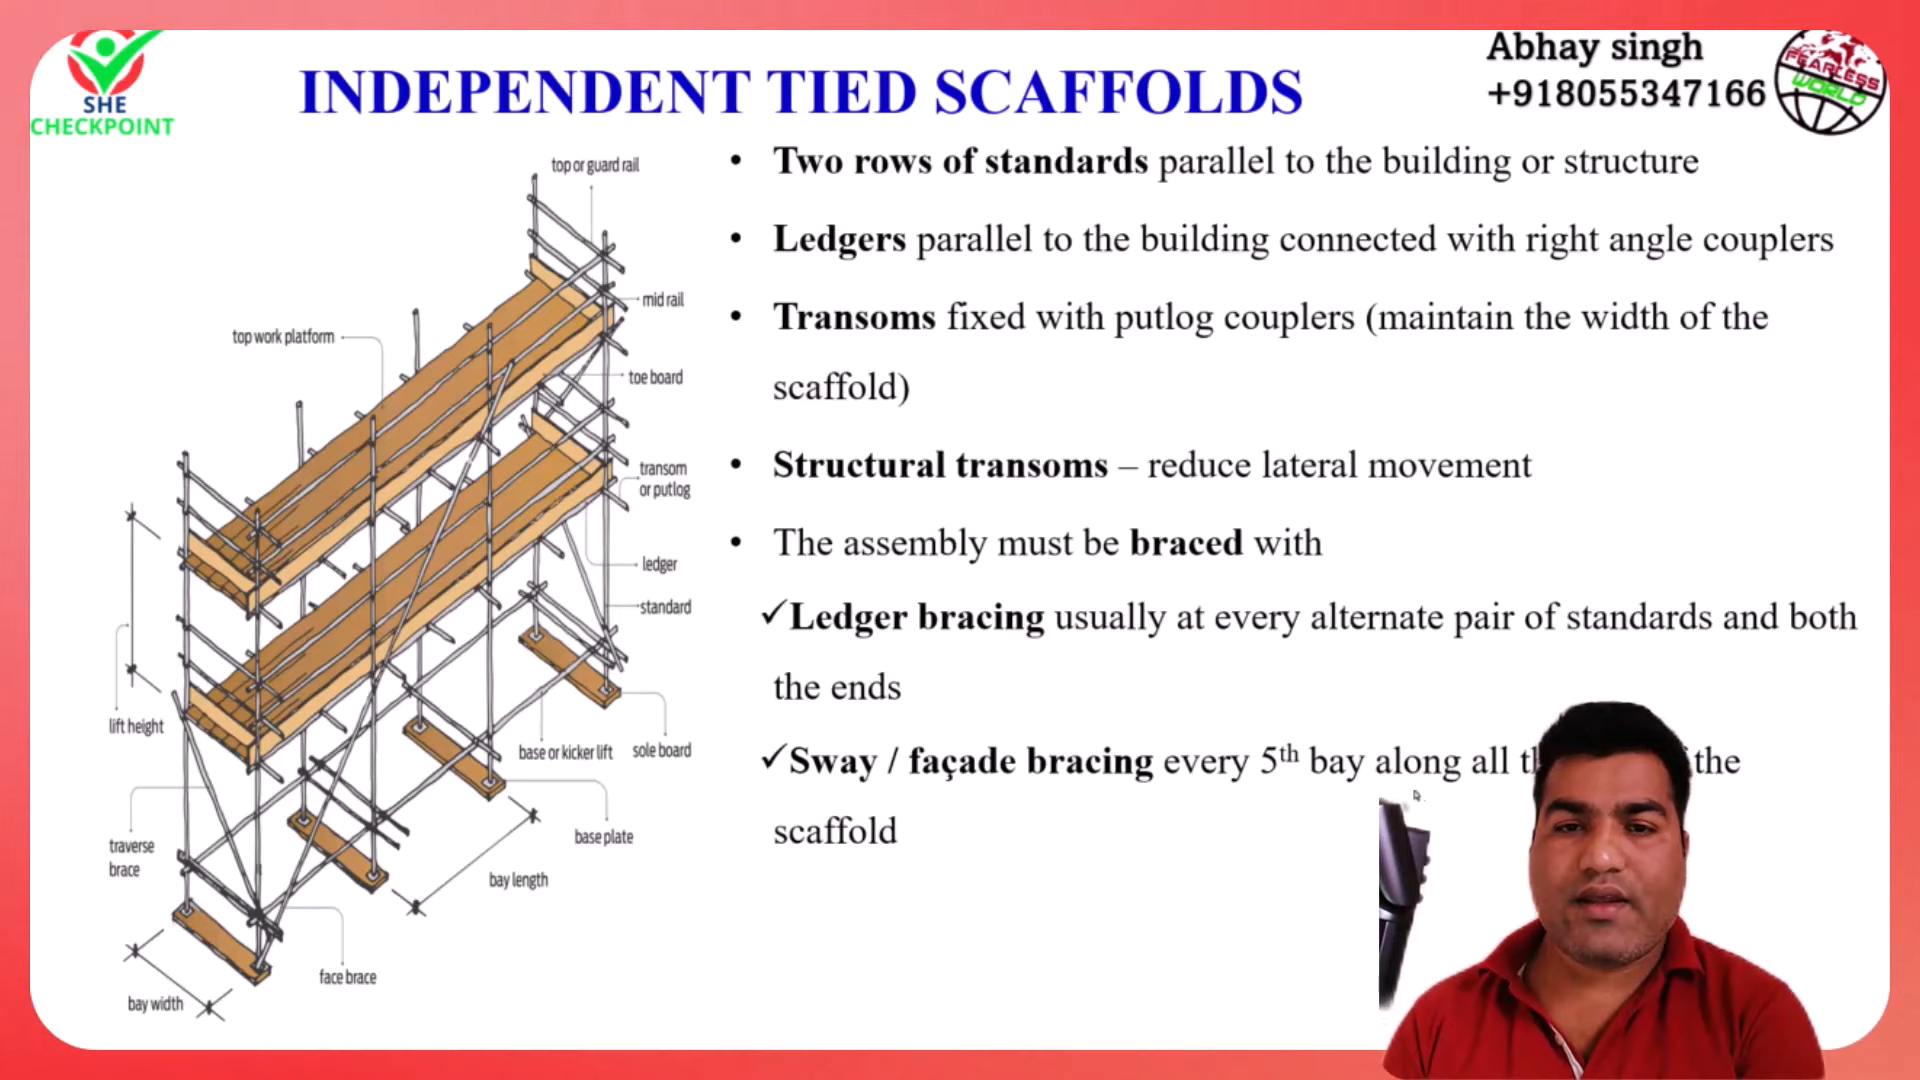 SHE
CHECKPOINT
INDEPENDENT TIED SCAFFOLDS
Abhay singh
+918055347166
FEARLESS
WORLD
• Two rows of standards parallel to the building or structure
• Ledgers parallel to the building connected with right angle couplers
• Transoms fixed with putlog couplers (maintain the width of the
scaffold)
• Structural transoms – reduce lateral movement
• The assembly must be braced with
✓Ledger bracing usually at every alternate pair of standards and both
the ends
✓Sway / façade bracing every 5th bay along all the
scaffold
top or guard rail
mid rail
top work platform
toe board
transom
or putlog
ledger
standard
lift height
base or kicker lift
sole board
base plate
traverse
brace
bay length
face brace
bay width